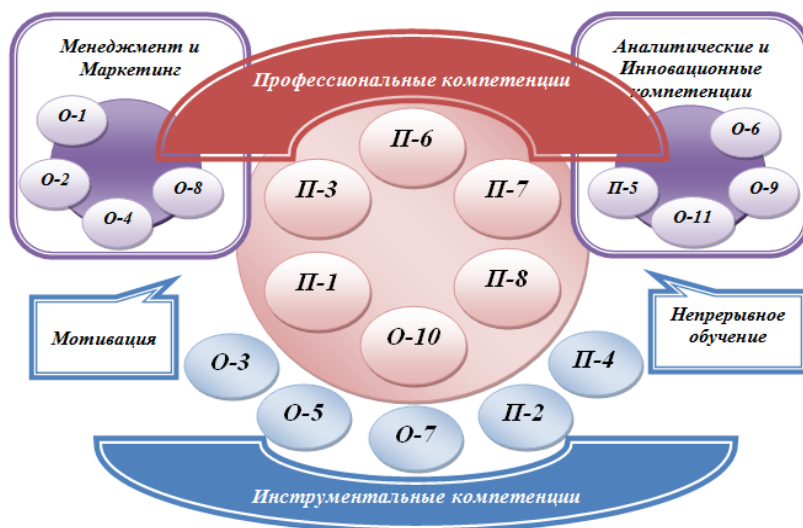 Менеджмент и
Маркетинг
О-1
О-2
О-4
О-8
Профессиональные компетенции
П-6
П-3
П-7
П-1
П-8
О-10
Аналитические и
Инновационные
компетенции
О-6
П-5
О-9
О-11
Мотивация
Непрерывное
обучение
О-3
О-5
О-7
П-2
П-4
Инструментальные компетенции